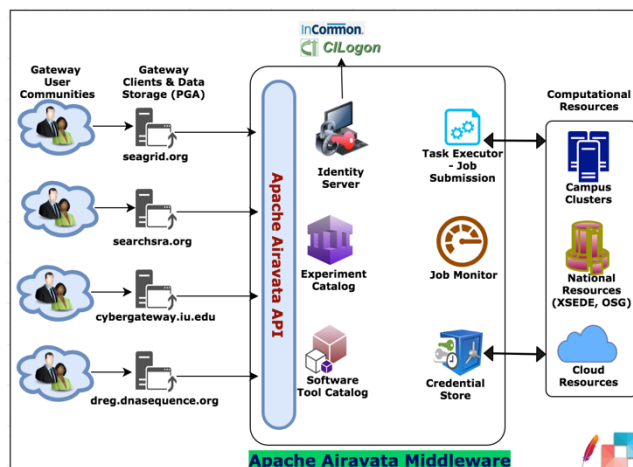 InCommon.
CILogon
Gateway
User
Communities
Gateway
Clients & Data
Storage (PGA)
seagrid.org
searchsra.org
cybergateway.iu.edu
dreg.dnasequence.org
Apache Airavata API
Identity
Server
Experiment
Catalog
Software
Tool Catalog
Task Executor
- Job
Submission
Job Monitor
Credential
Store
Computational
Resources
Campus
Clusters
National
Resources
(XSEDE, OSG)
Cloud
Resources
Apache Airavata Middleware